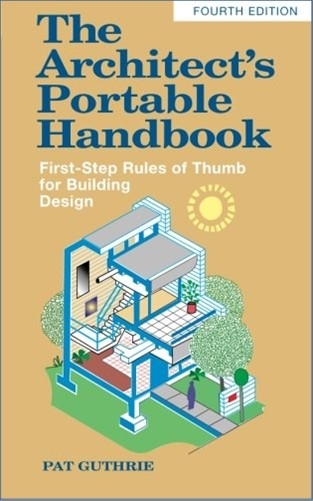 FOURTH EDITION
The
Architect's
Portable
Handbook
First-Step Rules of Thumb
for Building
Design
PAT GUTHRIE